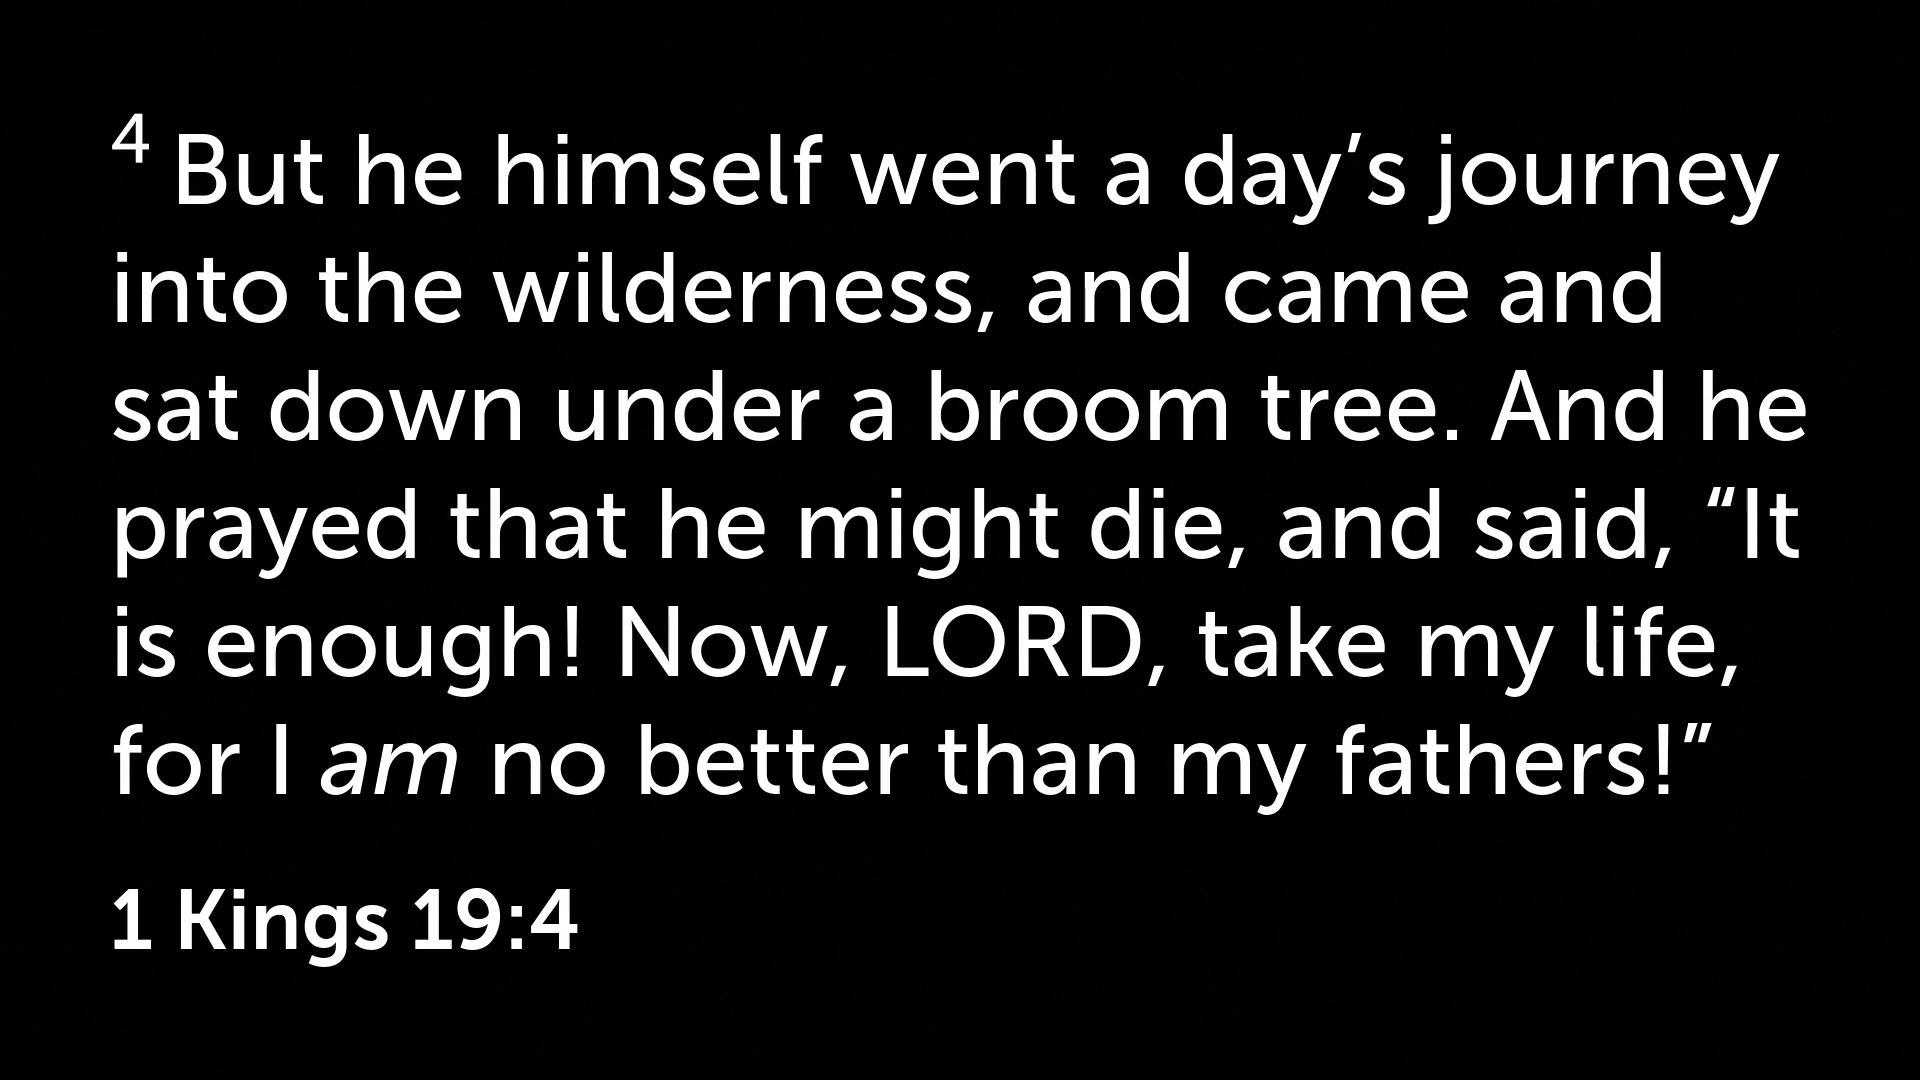 4 But he himself went a day’s journey
into the wilderness, and came and
sat down under a broom tree. And he
prayed that he might die, and said, “It
is enough! Now, LORD, take my life,
for I am no better than my fathers!”
1 Kings 19:4